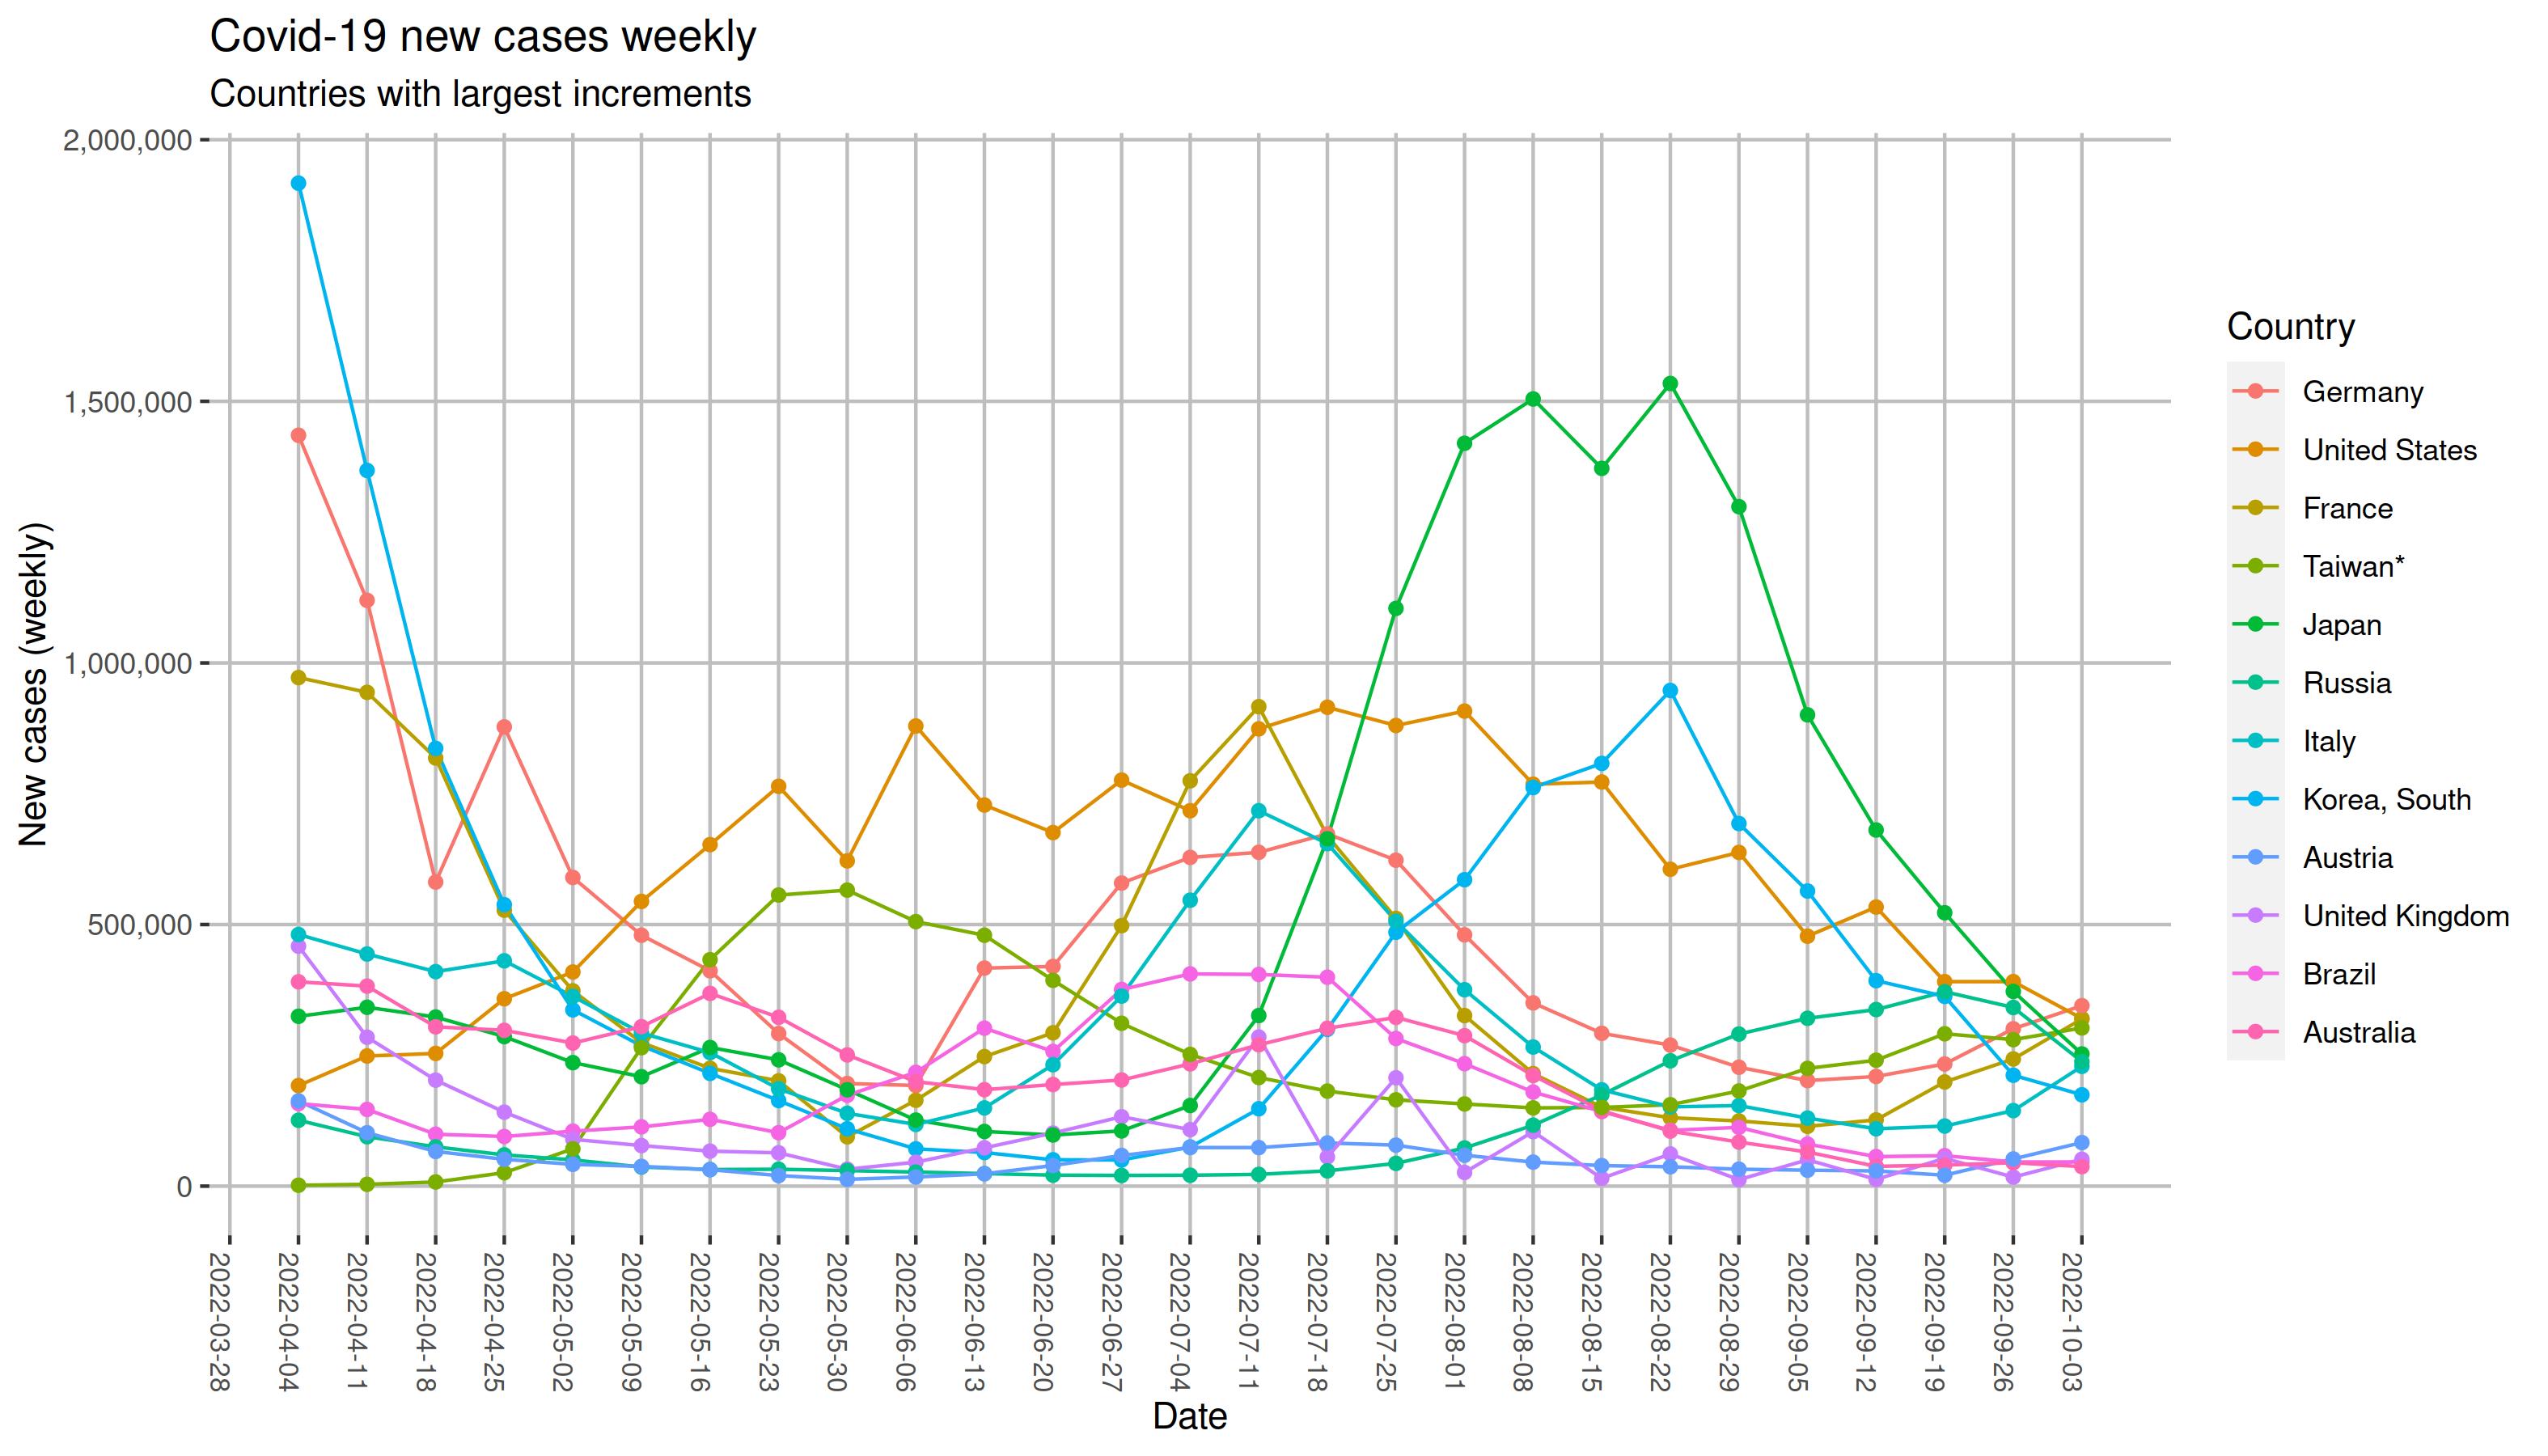 Covid-19 new cases weekly
Countries with largest increments
2,000,000
1,500,000
1,000,000
500,000
0
New cases (weekly)
2022-03-28
2022-04-04
2022-04-11
2022-04-18
2022-04-25
2022-05-02
2022-05-09
2022-05-16
2022-05-23
2022-05-30
2022-06-06
2022-06-13
2022-06-20
2022-06-27
2022-07-04
2022-07-11
2022-07-18
2022-07-25
2022-08-01
2022-08-08
2022-08-15
2022-08-22
2022-08-29
2022-09-05
2022-09-12
2022-09-19
2022-09-26
2022-10-03
Date
Country
Germany
United States
France
Taiwan*
Japan
Russia
Italy
Korea, South
Austria
United Kingdom
Brazil
Australia